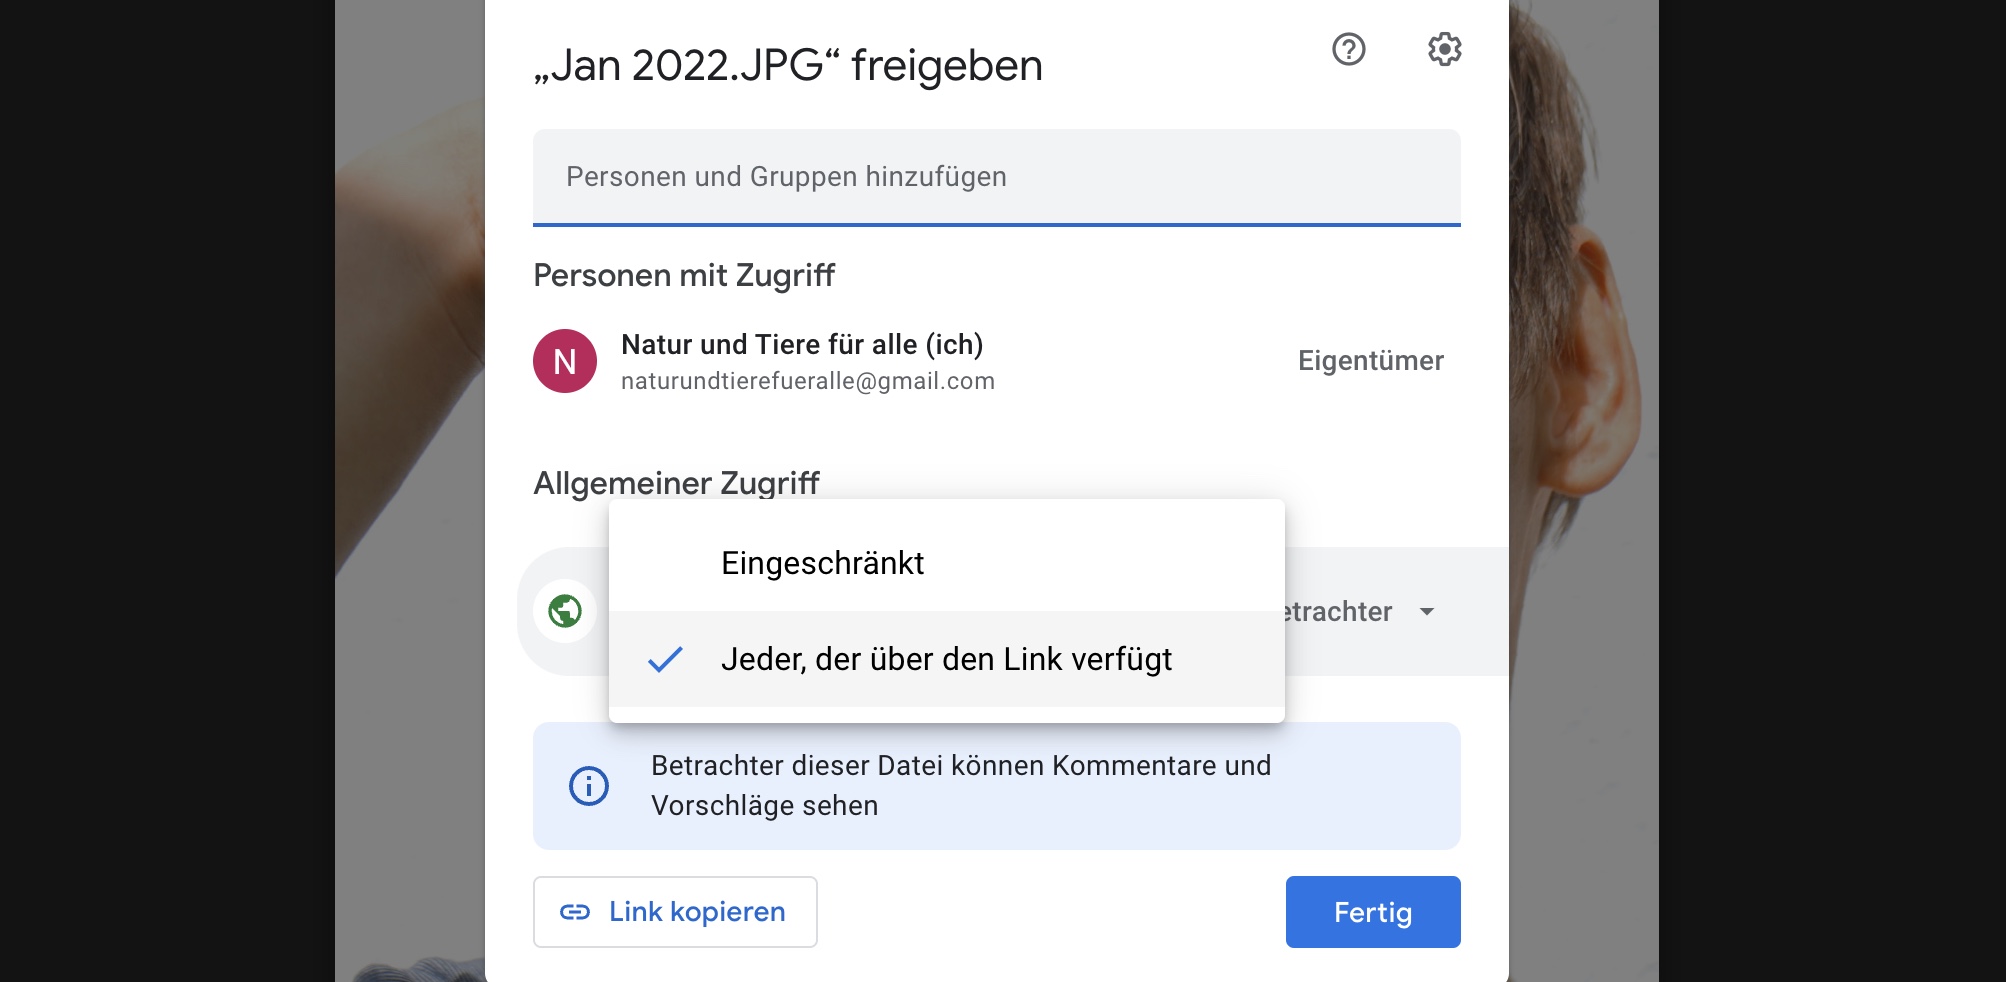 „Jan 2022.JPG“ freigeben
Personen und Gruppen hinzufügen
Personen mit Zugriff
N
Natur und Tiere für alle (ich)
naturundtierefueralle@gmail.com
Eigentümer
Allgemeiner Zugriff
Eingeschränkt
Jeder, der über den Link verfügt
etrachter
Betrachter dieser Datei können Kommentare und
Vorschläge sehen
Link kopieren
Fertig